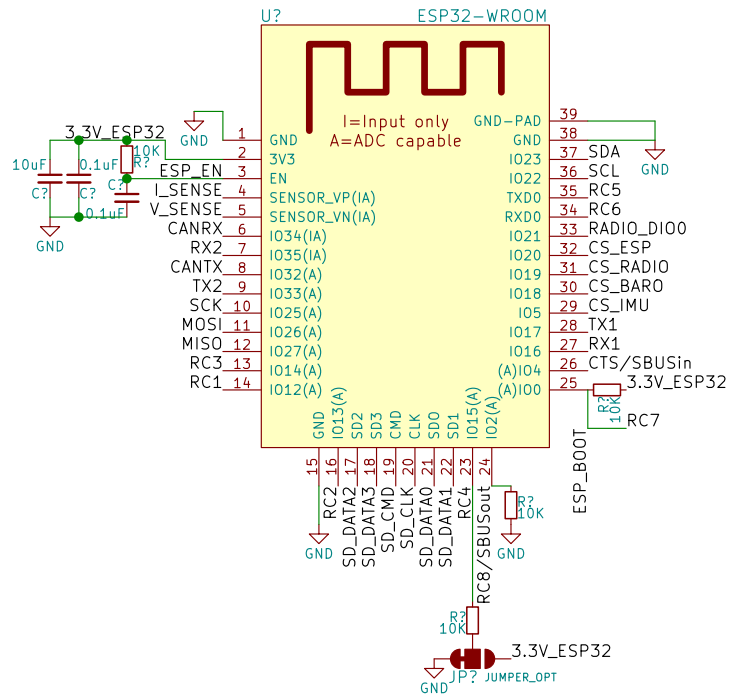 U?
ESP32-WROOM
I=Input only
A=ADC capable
3.3V_ESP32
10K
R?
10uF
C?
0.1uF
C?
C?
0.1uF
GND
GND
1 GND
2 3V3
ESP_EN 3 EN
I_SENSE 4 SENSOR_VP(IA)
V_SENSE 5 SENSOR_VN(IA)
CANRX 6 IO34(IA)
RX2 7 IO35(IA)
CANTX 8 IO32(A)
TX2 9 IO33(A)
SCK 10 IO25(A)
MOSI 11 IO26(A)
MISO 12 IO27(A)
RC3 13 IO14(A)
RC1 14 IO12(A)
GND-PAD 39
GND 38
GND
IO23 37 SDA
IO22 36 SCL
TXD0 35 RC5
RXD0 34 RC6
IO21 33 RADIO_DIO0
IO20 32 CS_ESP
IO19 31 CS_RADIO
IO18 30 CS_BARO
IO5 29 CS_IMU
IO17 28 TX1
IO16 27 RX1
(A)IO4 26 CTS/SBUSin
(A)IO0 25
3.3V_ESP32
R?
10K
RC7
ESP_BOOT
GND 15
GND
IO13(A) 16 RC2
SD2 17 SD_DATA2
SD3 18 SD_DATA3
CMD 19 SD_CMD
CLK 20 SD_CLK
SD0 21 SD_DATA0
SD1 22 SD_DATA1
IO15(A) 23 RC4
IO2(A) 24
RC8/SBUSout
R?
10K
GND
R?
10K
3.3V_ESP32
GND
JP?
JUMPER_OPT